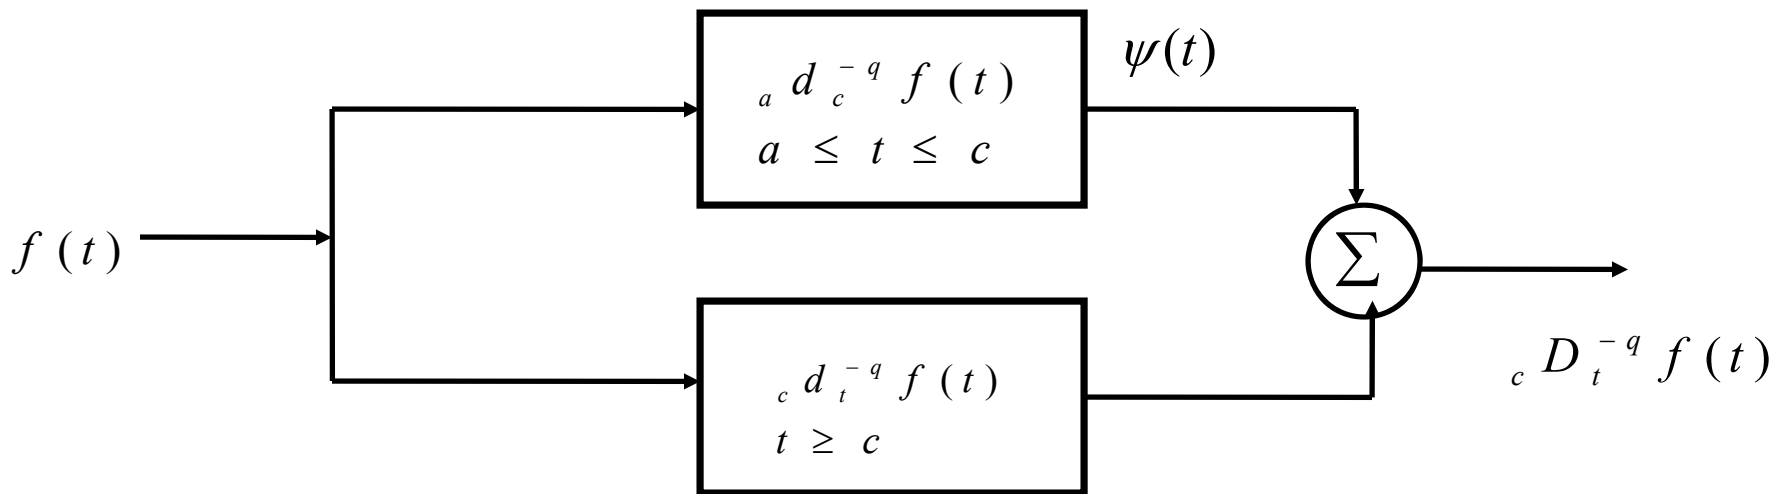 ₐd꜀⁻q f(t)
a ≤ t ≤ c
ψ(t)
f(t)
Σ
꜀dₜ⁻q f(t)
t ≥ c
꜀Dₜ⁻q f(t)